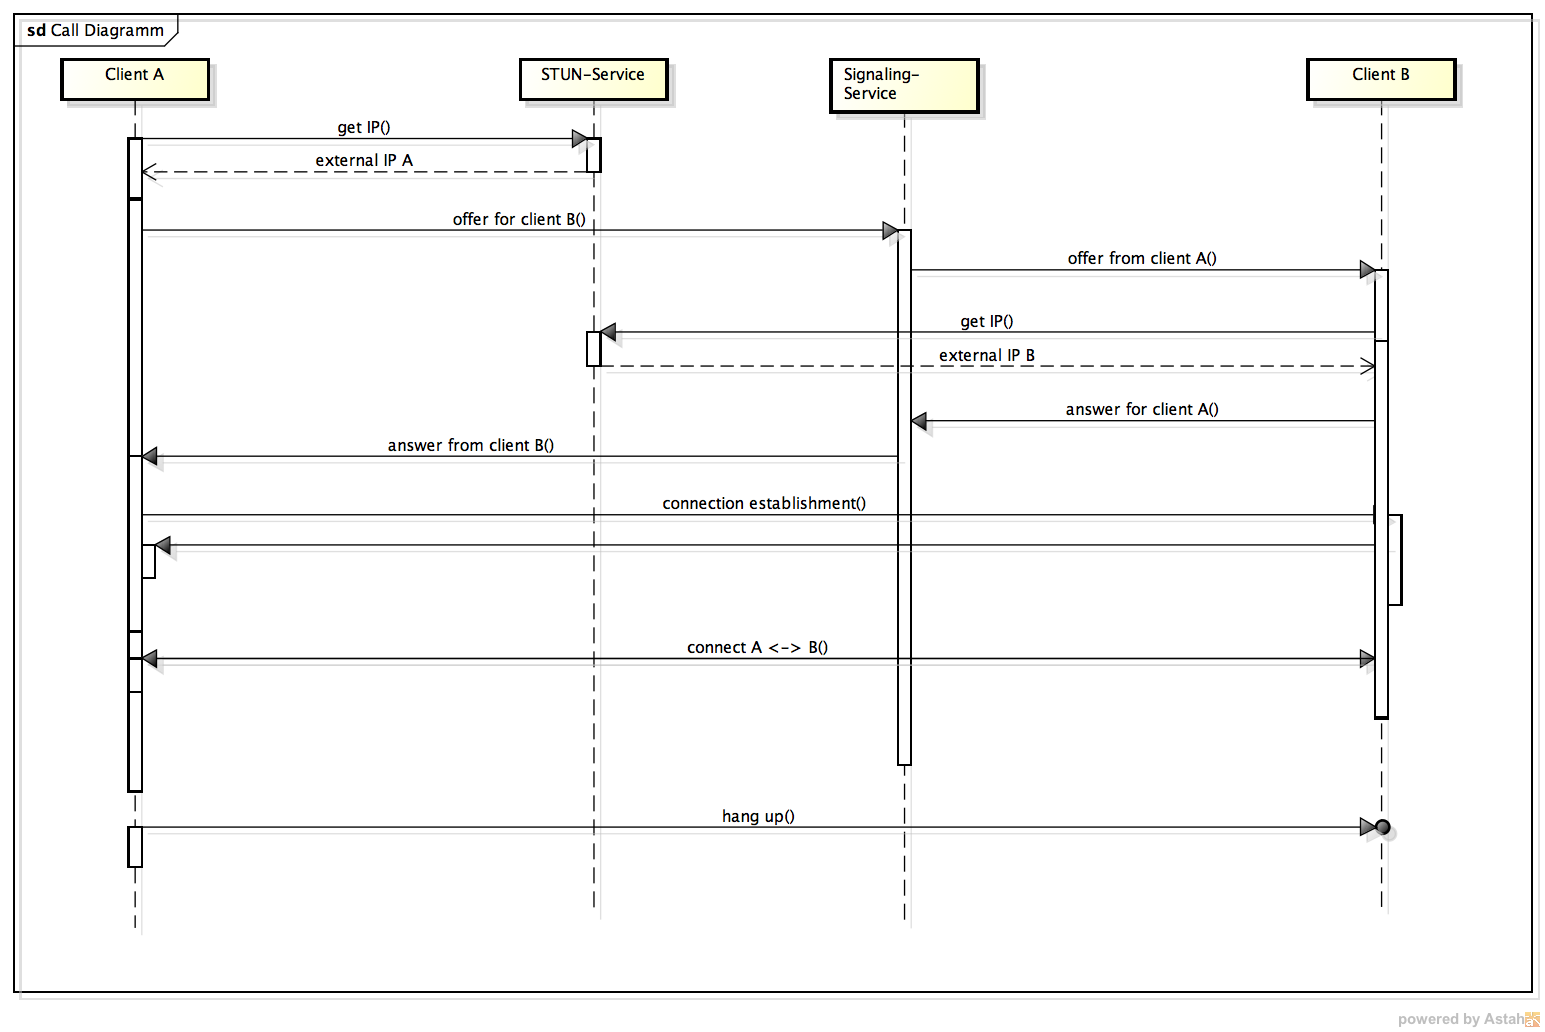 sd Call Diagramm
Client A
STUN-Service
Signaling-
Service
Client B
get IP()
external IP A
offer for client B()
offer from client A()
get IP()
external IP B
answer for client A()
answer from client B()
connection establishment()
connect A <-> B()
hang up()
powered by Astah